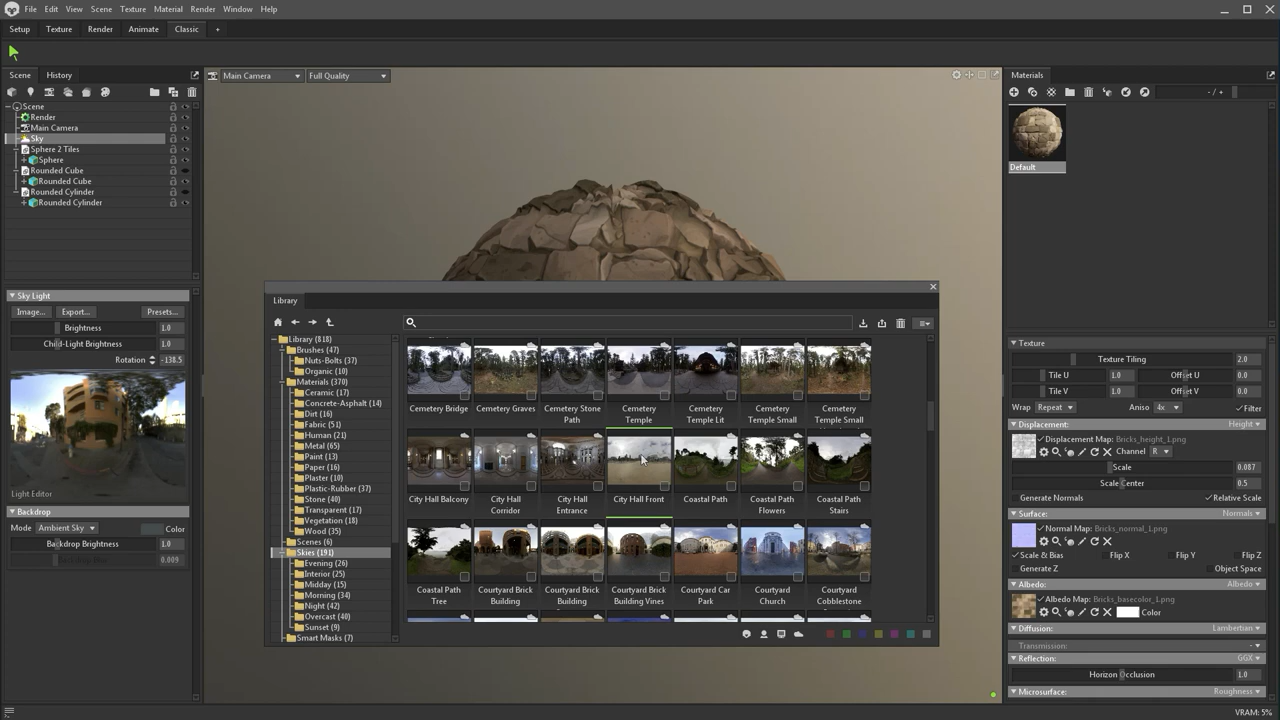 File Edit View Scene Texture Material Render Window Help
Setup Texture Render Animate Classic +
Scene History
Main Camera Full Quality
Materials
Scene
Render
Main Camera
Sky
Sphere 2 Tiles
Sphere
Rounded Cube
Rounded Cube
Rounded Cylinder
Rounded Cylinder
- / +
Default
Sky Light
Image... Export... Presets...
Brightness 1.0
Child-Light Brightness 1.0
Rotation -138.5
Light Editor
Backdrop
Mode Ambient Sky Color
Backdrop Brightness 1.0
0.009
Library
Library (818)
Brushes (47)
Nuts-Bolts (37)
Organic (10)
Materials (370)
Ceramic (17)
Concrete-Asphalt (14)
Dirt (16)
Fabric (51)
Human (21)
Metal (65)
Paint (13)
Paper (16)
Plaster (10)
Plastic-Rubber (37)
Stone (40)
Transparent (17)
Vegetation (18)
Wood (35)
Scenes (6)
Skies (191)
Evening (26)
Interior (25)
Midday (15)
Morning (34)
Night (42)
Overcast (40)
Sunset (9)
Smart Masks (7)
Cemetery Bridge Cemetery Graves Cemetery Stone Path Cemetery Temple Cemetery Temple Lit Cemetery Temple Small Cemetery Temple Small
City Hall Balcony City Hall Corridor City Hall Entrance City Hall Front Coastal Path Coastal Path Flowers Coastal Path Stairs
Coastal Path Tree Courtyard Brick Building Courtyard Brick Building Courtyard Brick Building Vines Courtyard Car Park Courtyard Church Courtyard Cobblestone
Texture
Texture Tiling 2.0
Tile U 1.0 Offset U 0.0
Tile V 1.0 Offset V 0.0
Wrap Repeat Aniso 4x Filter
Displacement: Height
Displacement Map: Bricks_height_1.png
Channel R
Scale 0.087
Scale Center 0.5
Generate Normals Relative Scale
Surface: Normals
Normal Map: Bricks_normal_1.png
Scale & Bias Flip X Flip Y Flip Z
Generate Z Object Space
Albedo: Albedo
Albedo Map: Bricks_basecolor_1.png
Color
Diffusion: Lambertian
Transmission: -
Reflection: GGX
Horizon Occlusion 1.0
Microsurface: Roughness
VRAM: 5%